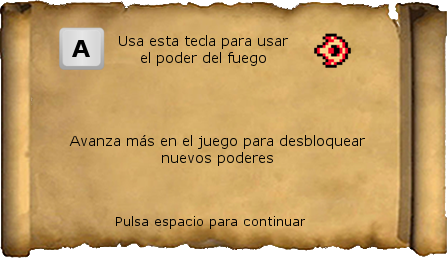 A
Usa esta tecla para usar
el poder del fuego
Avanza más en el juego para desbloquear
nuevos poderes
Pulsa espacio para continuar